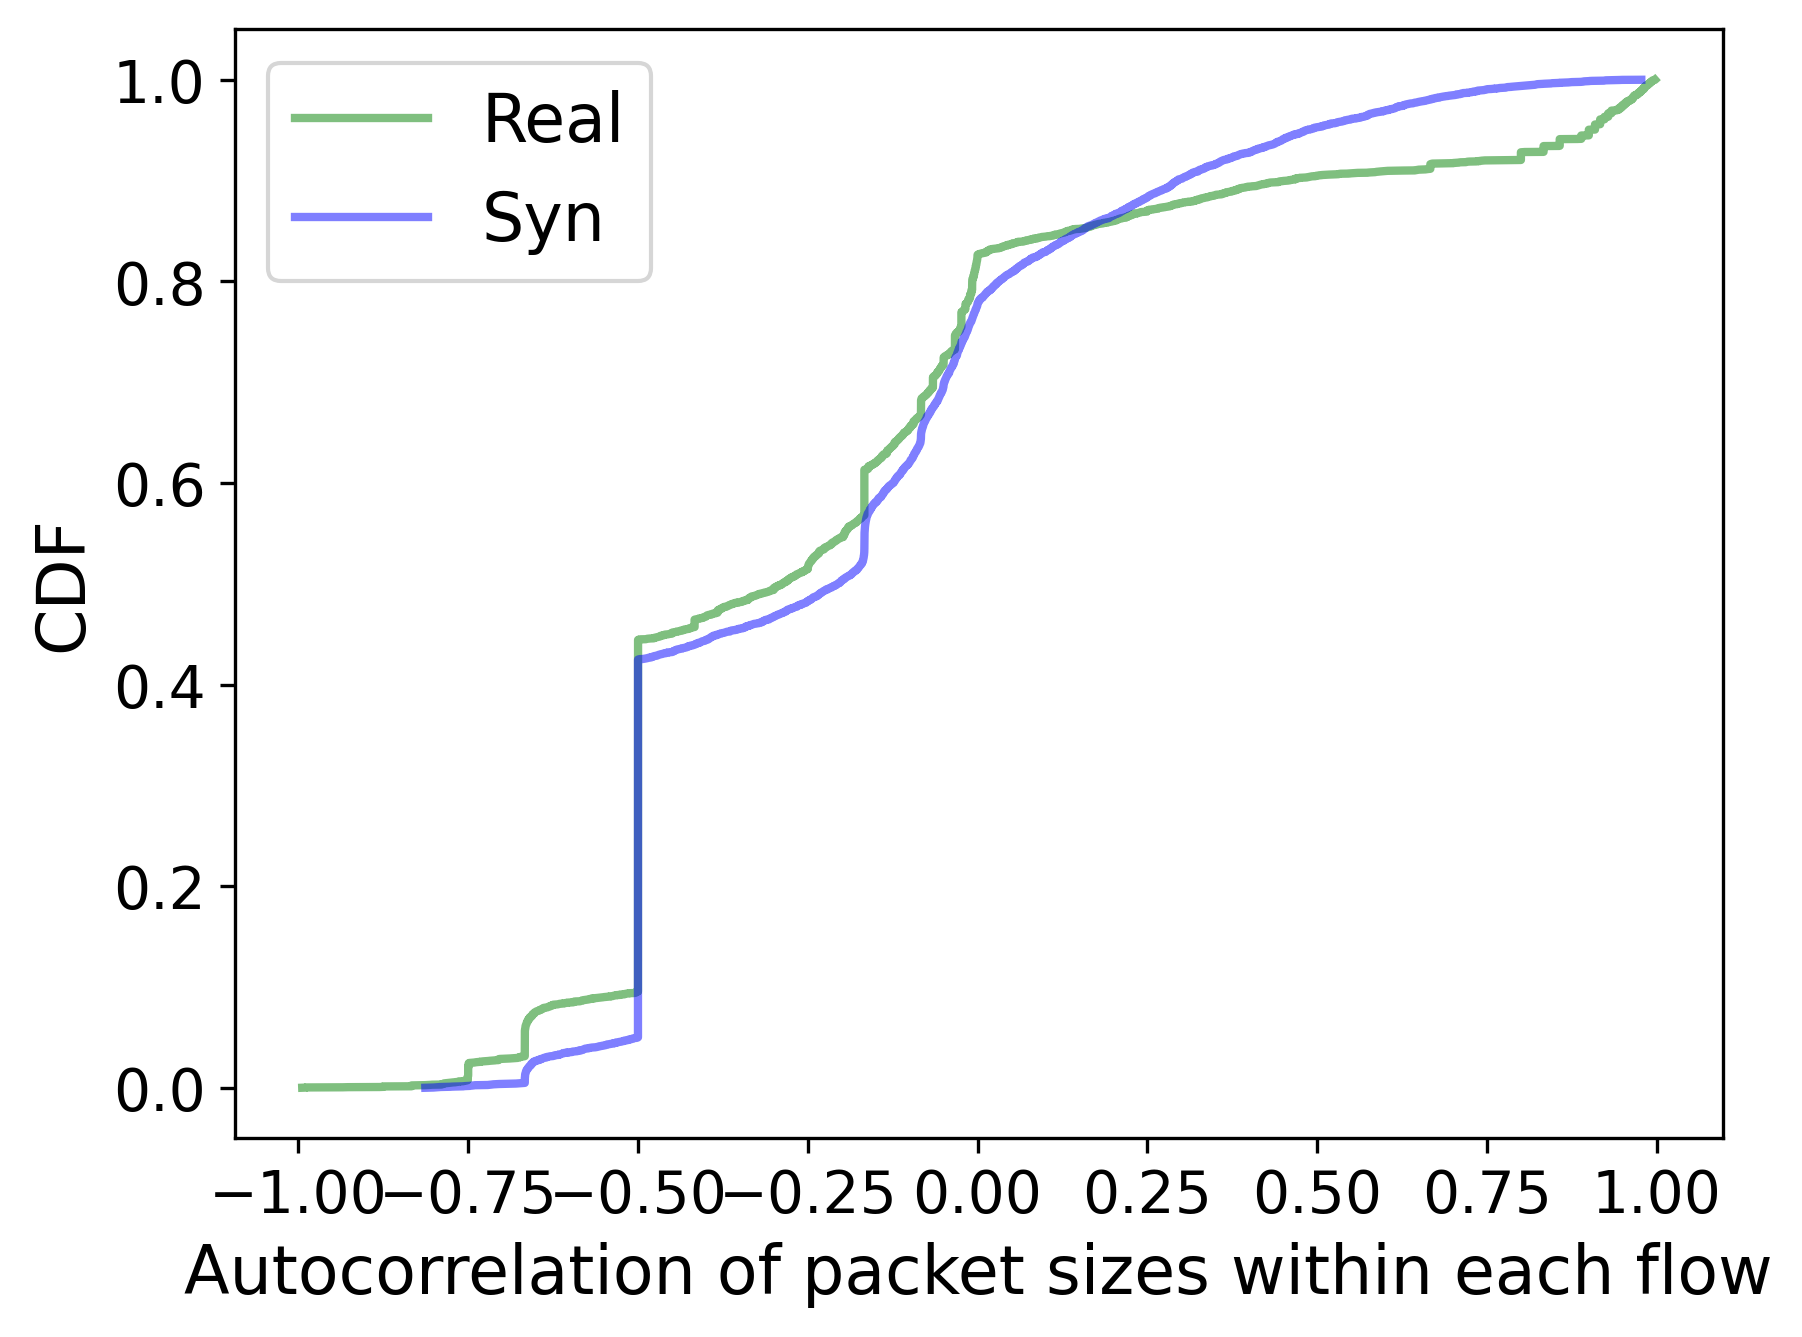 Real
Syn
CDF
1.0
0.8
0.6
0.4
0.2
0.0
−1.00 −0.75 −0.50 −0.25 0.00 0.25 0.50 0.75 1.00
Autocorrelation of packet sizes within each flow